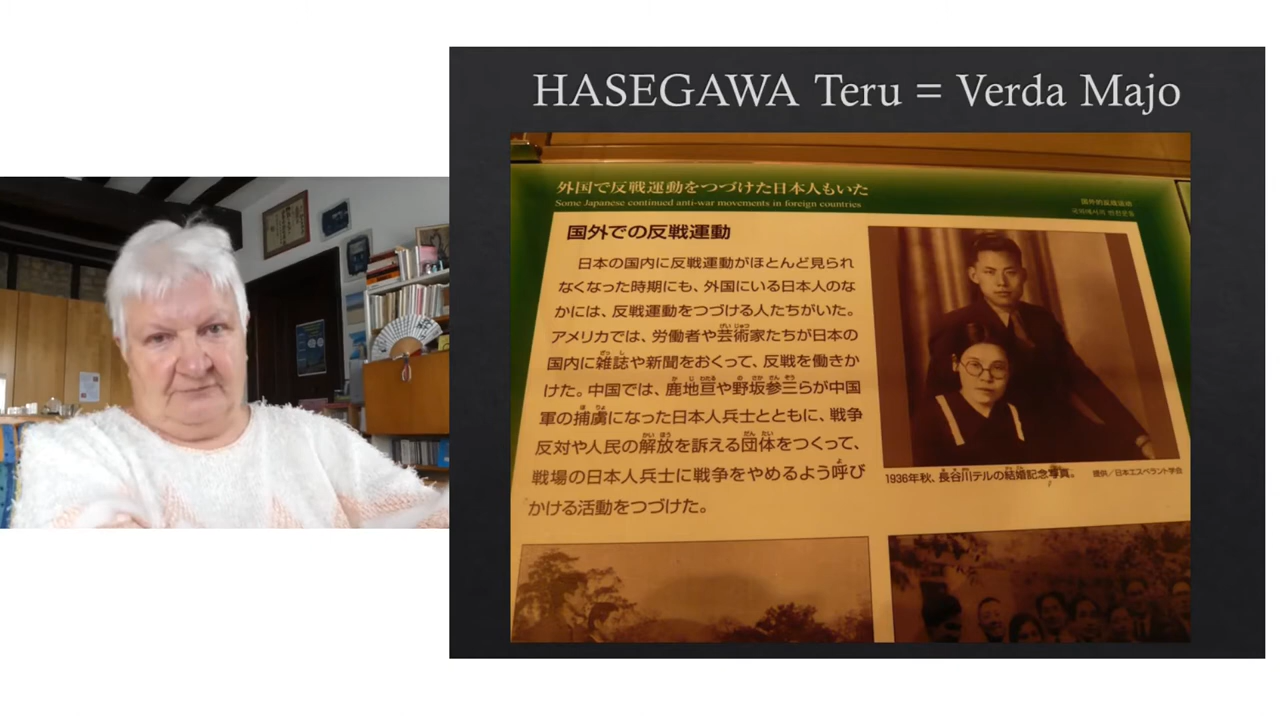 HASEGAWA Teru = Verda Majo
外国で反戦運動をつづけた日本人もいた
Some Japanese continued anti-war movements in foreign countries
国外での反戦運動
日本の国内に反戦運動がほとんど見られ
なくなった時期にも、外国にいる日本人のな
かには、反戦運動をつづける人たちがいた。
アメリカでは、労働者や芸術家たちが日本の
国内に雑誌や新聞をおくって、反戦を働きか
けた。中国では、鹿地亘や野坂参三らが中国
軍の捕虜になった日本人兵士とともに、戦争
反対や人民の解放を訴える団体をつくって、
戦場の日本人兵士に戦争をやめるよう呼び
かける活動をつづけた。
1936年秋、長谷川テルの結婚記念写真。 提供/日本エスペラント学会